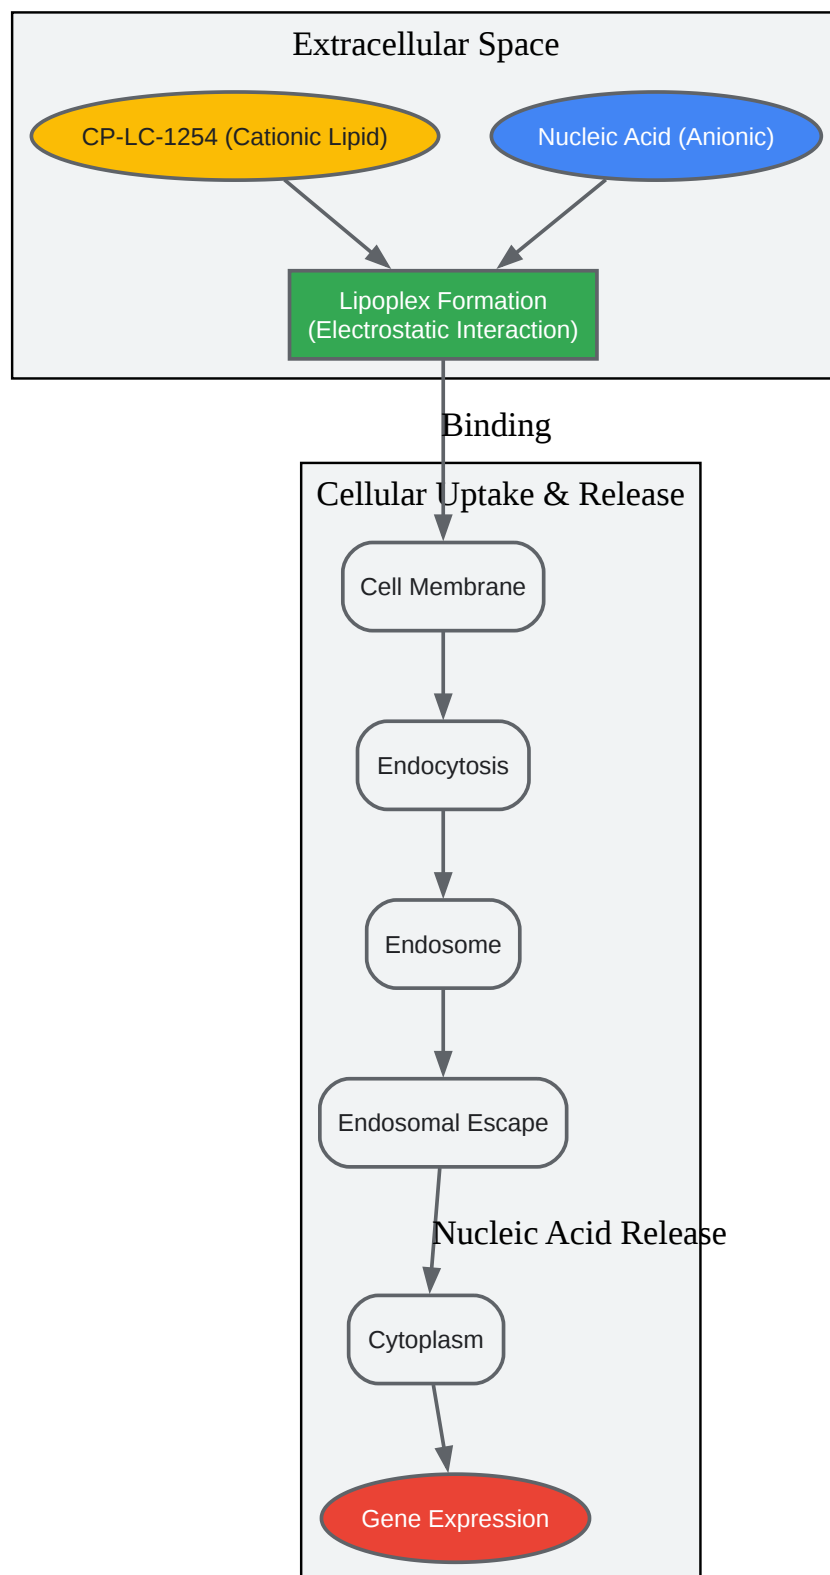 Extracellular Space
CP-LC-1254 (Cationic Lipid)
Nucleic Acid (Anionic)
Lipoplex Formation
(Electrostatic Interaction)
Binding
Cellular Uptake & Release
Cell Membrane
Endocytosis
Endosome
Endosomal Escape
Nucleic Acid Release
Cytoplasm
Gene Expression